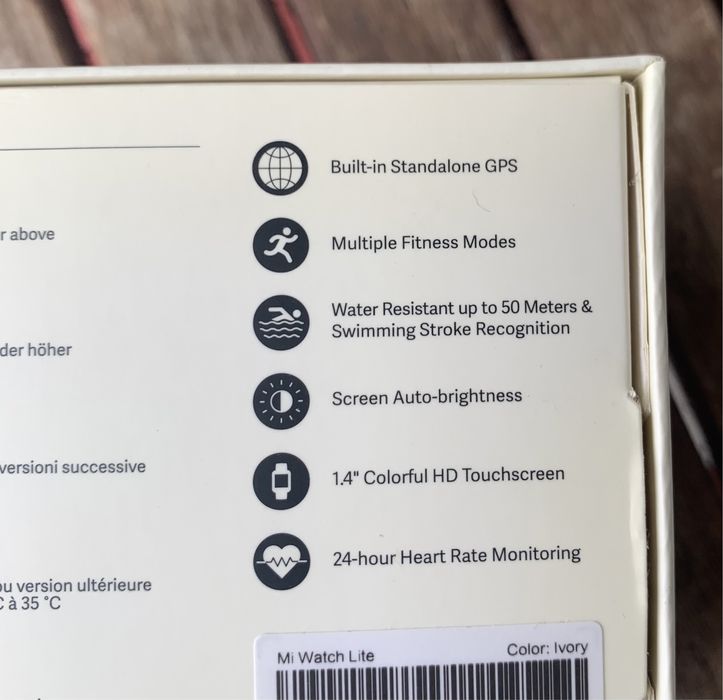 r above
der höher
versioni successive
ou version ultérieure
C à 35 °C
Built-in Standalone GPS
Multiple Fitness Modes
Water Resistant up to 50 Meters &
Swimming Stroke Recognition
Screen Auto-brightness
1.4" Colorful HD Touchscreen
24-hour Heart Rate Monitoring
Mi Watch Lite
Color: Ivory